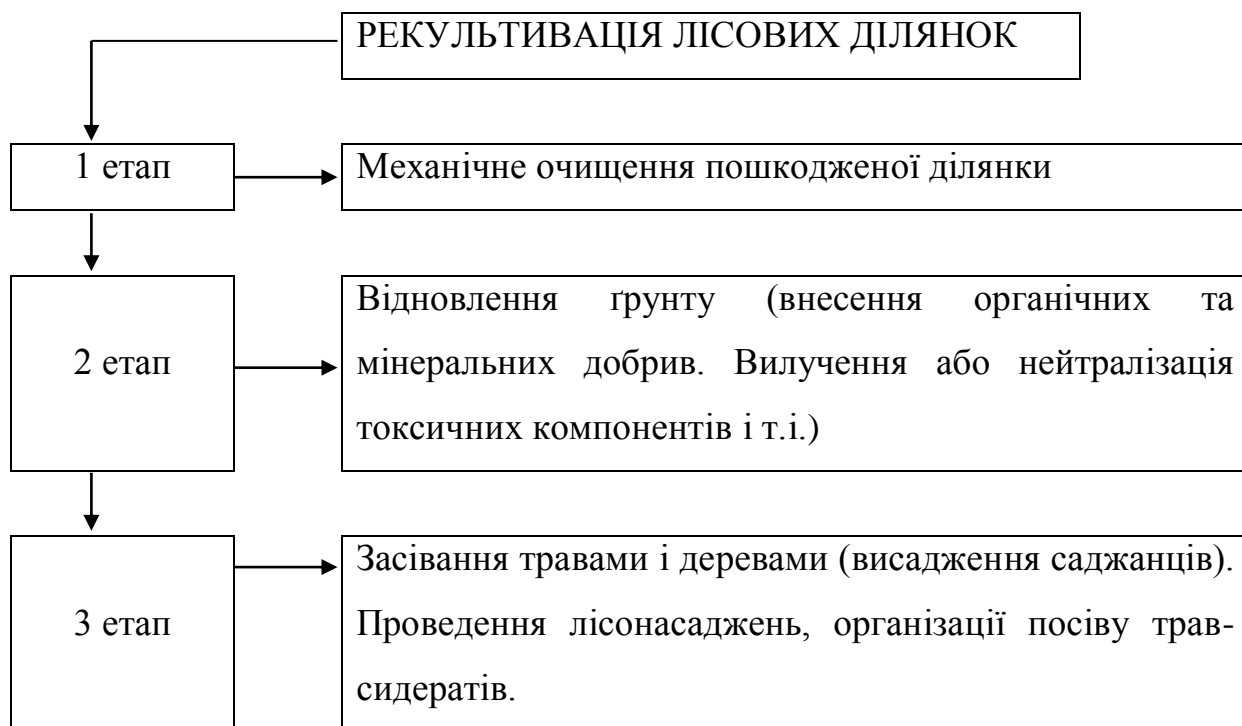 РЕКУЛЬТИВАЦІЯ ЛІСОВИХ ДІЛЯНОК
1 етап
Механічне очищення пошкодженої ділянки
2 етап
Відновлення ґрунту (внесення органічних та
мінеральних добрив. Вилучення або нейтралізація
токсичних компонентів і т.і.)
3 етап
Засівання травами і деревами (висадження саджанців).
Проведення лісонасаджень, організації посіву трав-
сидератів.